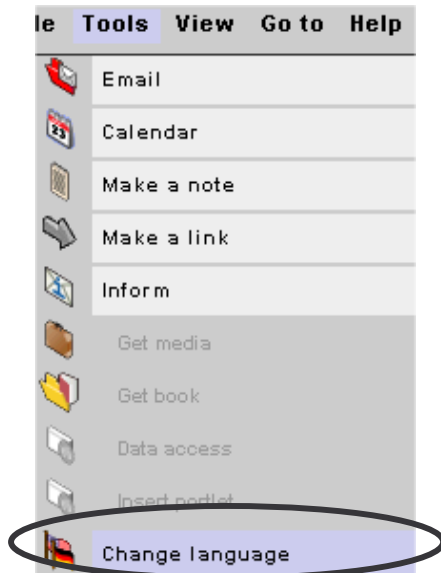 le Tools View Go to Help
Email
Calendar
23
Make a note
Make a link
Inform
Get media
Get book
Data access
Insert portlet
Change language